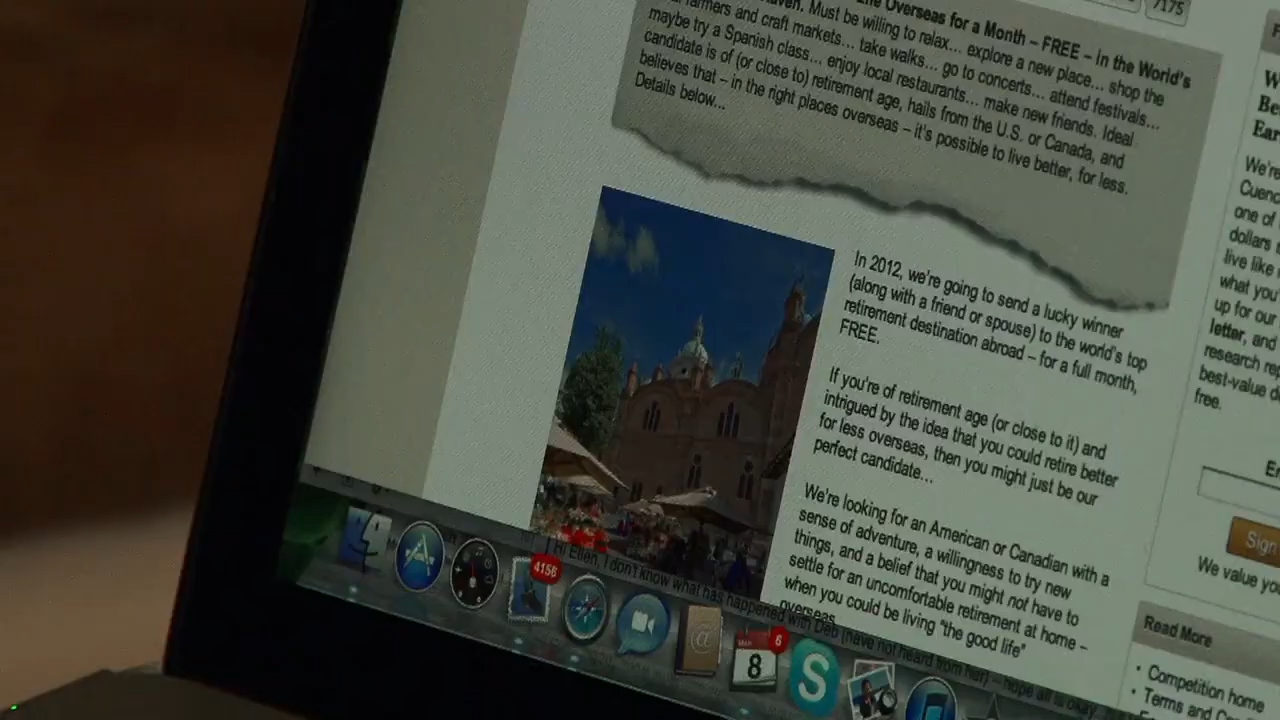 7175
Life Overseas for a Month – FREE – In the World's
Haven. Must be willing to relax... explore a new place... shop the
farmers and craft markets... take walks... go to concerts... attend festivals...
maybe try a Spanish class... enjoy local restaurants... make new friends. Ideal
candidate is of (or close to) retirement age, hails from the U.S. or Canada, and
believes that – in the right places overseas – it's possible to live better, for less.
Details below...
In 2012, we're going to send a lucky winner
(along with a friend or spouse) to the world's top
retirement destination abroad – for a full month,
FREE.
If you're of retirement age (or close to it) and
intrigued by the idea that you could retire better
for less overseas, then you might just be our
perfect candidate...
We're looking for an American or Canadian with a
sense of adventure, a willingness to try new
things, and a belief that you might not have to
settle for an uncomfortable retirement at home –
when you could be living "the good life"
overseas.
We're
Cuenc
one of
dollars
live like
what you'
up for our
letter, and
research rep
best-value d
free.
Sign
We value yo
Read More
• Competition home
• Terms and Co
Hi Ellen, I don't know what has happened with Deb (have not heard from her) – hope all is okay
4156
6
MAR
8
S